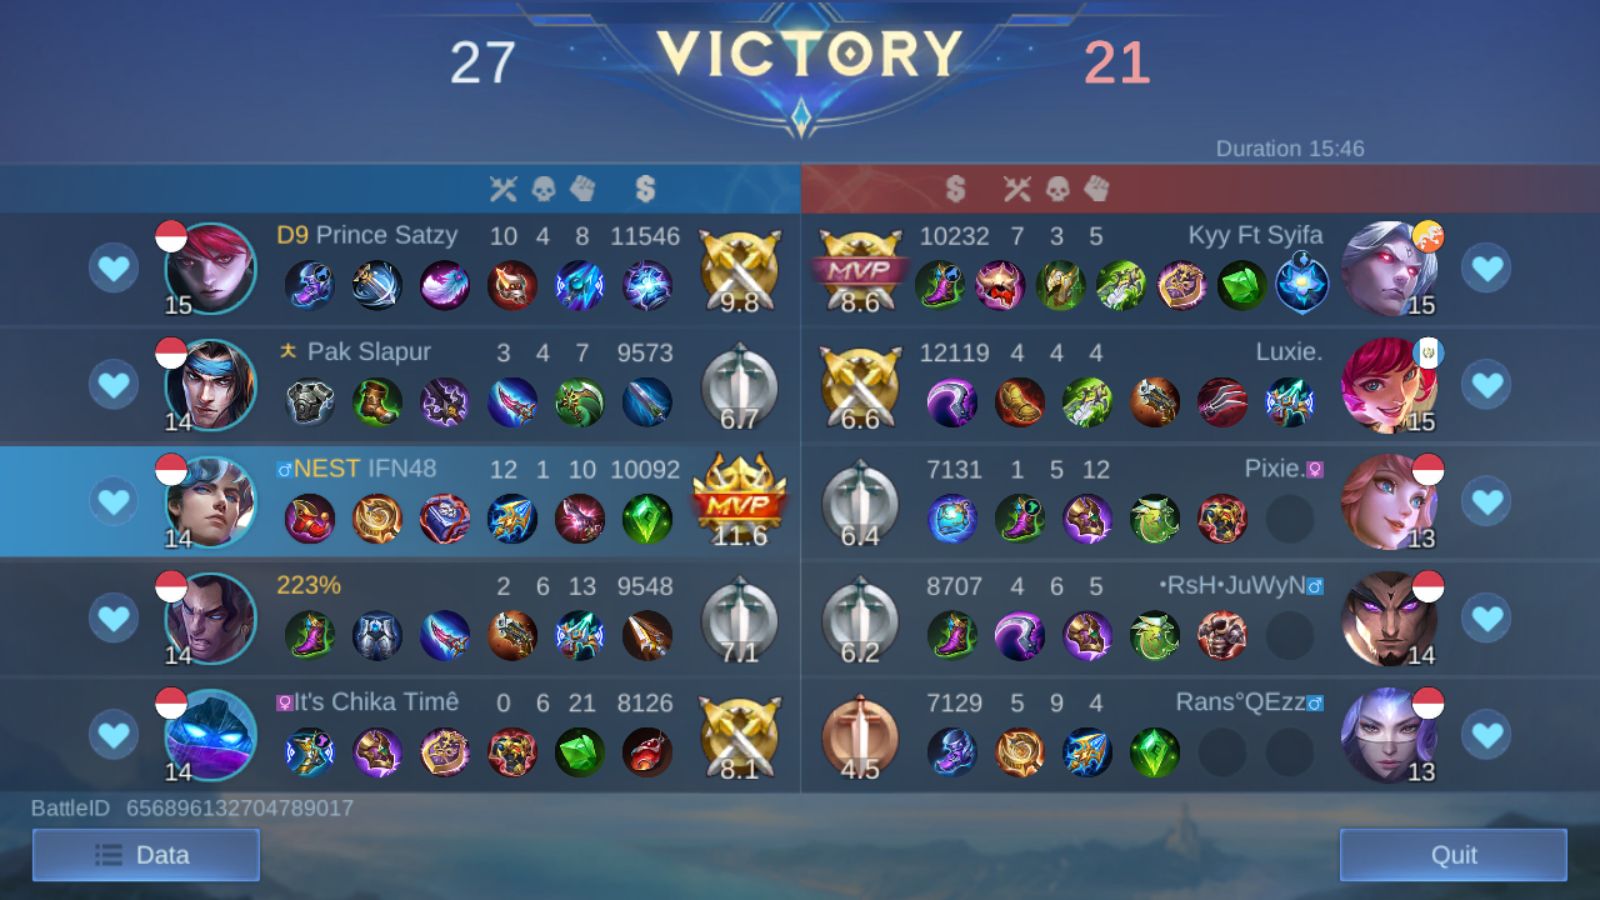 27 VICTORY 21
Duration 15:46
15 D9 Prince Satzy 10 4 8 11546 9.8
MVP 8.6 10232 7 3 5 Kyy Ft Syifa 15
14 大 Pak Slapur 3 4 7 9573 6.7
6.6 12119 4 4 4 Luxie. 15
14 ♂NEST IFN48 12 1 10 10092 MVP 11.6
6.4 7131 1 5 12 Pixie.♀ 13
14 223% 2 6 13 9548 7.1
6.2 8707 4 6 5 •RsH•JuWyN♂ 14
14 ♀It's Chika Timê 0 6 21 8126 8.1
4.5 7129 5 9 4 Rans°QEzz♂ 13
BattleID 656896132704789017
Data
Quit